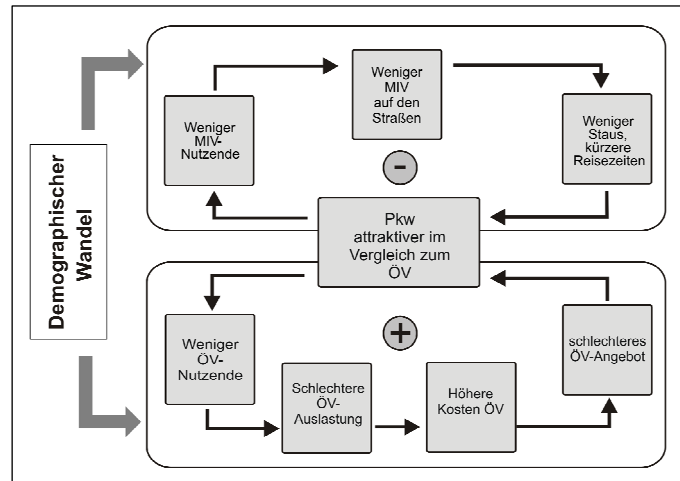 Demographischer
Wandel
Weniger
MIV-
Nutzende
Weniger
MIV
auf den
Straßen
Weniger
Staus,
kürzere
Reisezeiten
-
Pkw
attraktiver im
Vergleich zum
ÖV
+
Weniger
ÖV-
Nutzende
Schlechtere
ÖV-
Auslastung
Höhere
Kosten ÖV
schlechteres
ÖV-Angebot